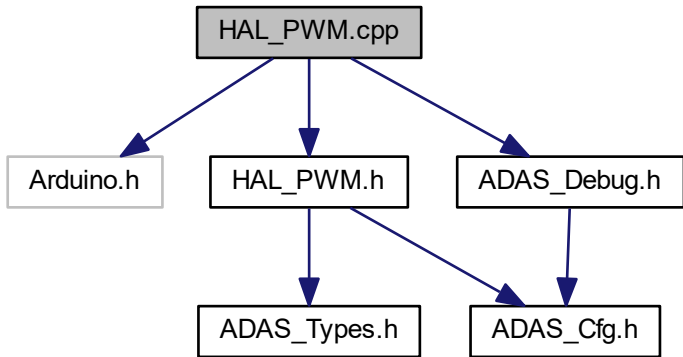 HAL_PWM.cpp
Arduino.h
HAL_PWM.h
ADAS_Debug.h
ADAS_Types.h
ADAS_Cfg.h